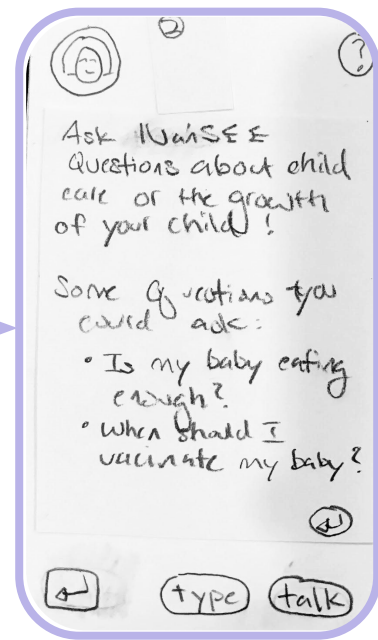 ?
Ask
Questions about child
care or the growth
of your child!
Some Questions you
could ask:
• Is my baby eating
enough?
• When should I
vaccinate my baby?
type
talk